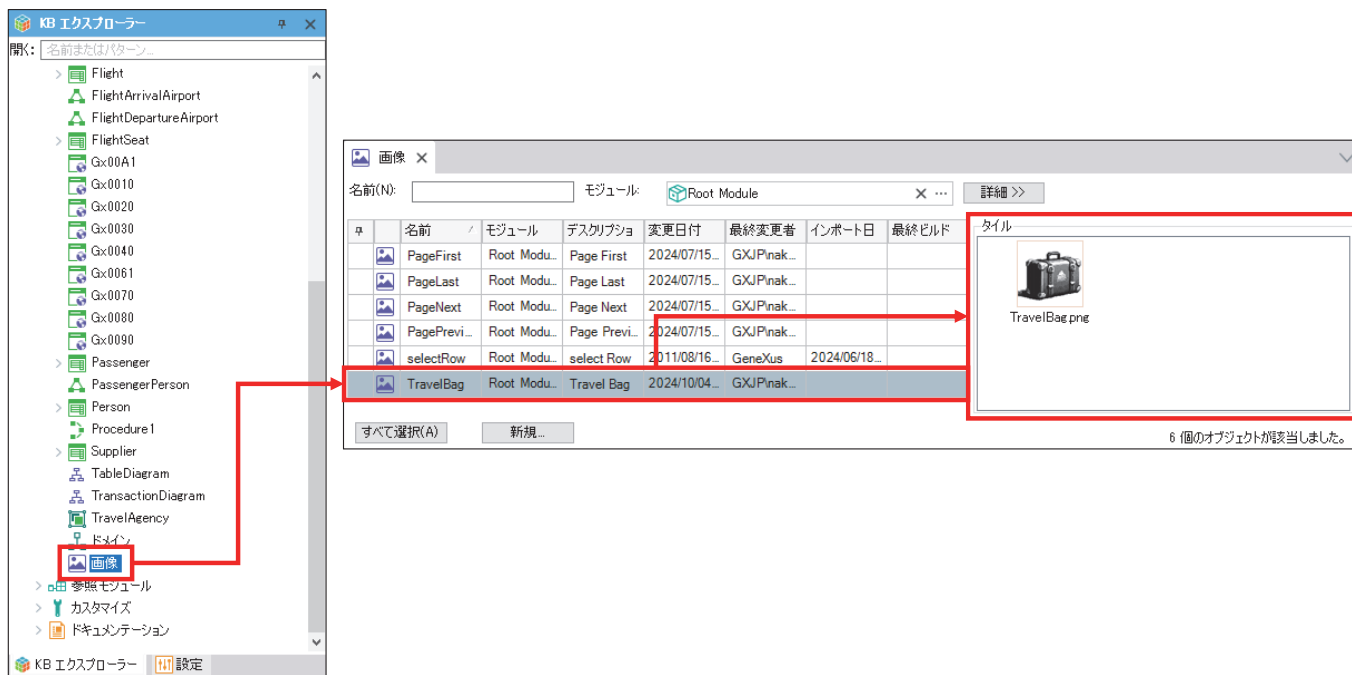 KB エクスプローラー
開く: 名前またはパターン...
Flight
FlightArrivalAirport
FlightDepartureAirport
FlightSeat
Gx00A1
Gx0010
Gx0020
Gx0030
Gx0040
Gx0061
Gx0070
Gx0080
Gx0090
Passenger
PassengerPerson
Person
Procedure1
Supplier
TableDiagram
TransactionDiagram
TravelAgency
ドメイン
画像
参照モジュール
カスタマイズ
ドキュメンテーション
KB エクスプローラー 設定
画像
名前(N): モジュール: Root Module 詳細 >>
名前 モジュール デスクリプショ 変更日付 最終変更者 インポート日 最終ビルド
PageFirst Root Modu... Page First 2024/07/15... GXJP\nak...
PageLast Root Modu... Page Last 2024/07/15... GXJP\nak...
PageNext Root Modu... Page Next 2024/07/15... GXJP\nak...
PagePrevi... Root Modu... Page Previ... 2024/07/15... GXJP\nak...
selectRow Root Modu... select Row 2011/08/16... GeneXus 2024/06/18...
TravelBag Root Modu... Travel Bag 2024/10/04... GXJP\nak...
タイル
TravelBag.png
すべて選択(A) 新規...
6 個のオブジェクトが該当しました。